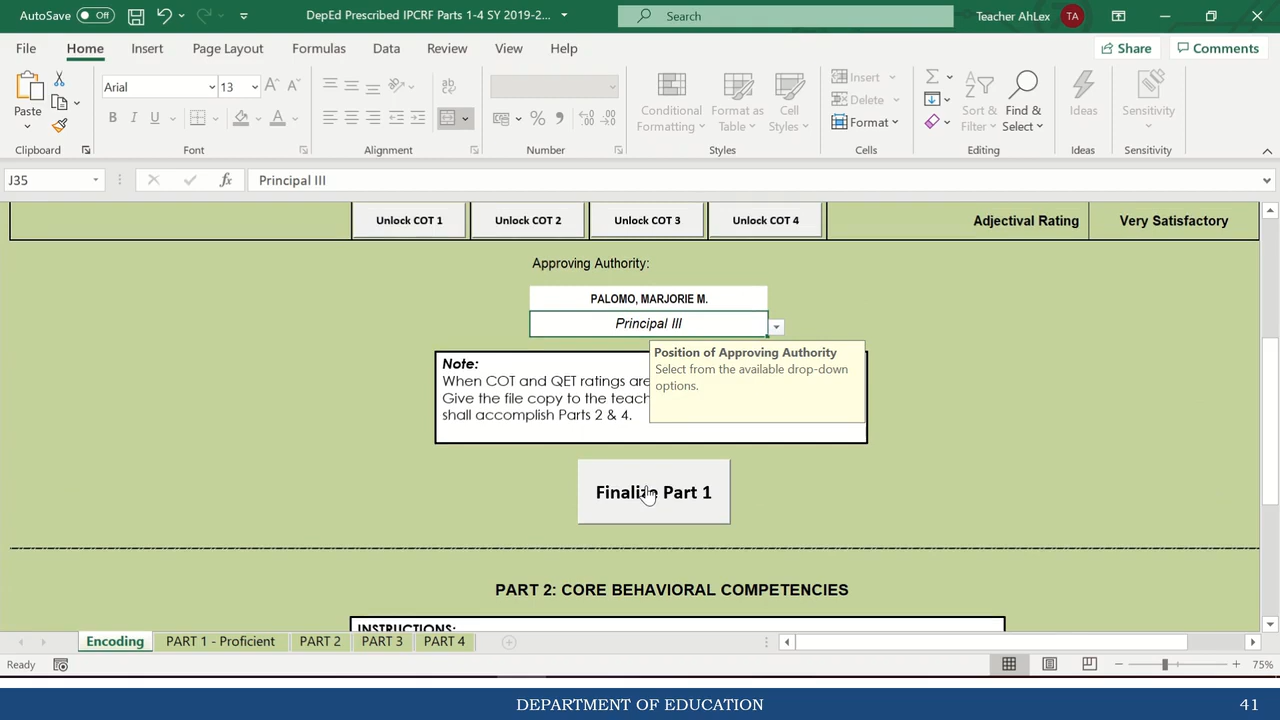 AutoSave Off DepEd Prescribed IPCRF Parts 1-4 SY 2019-2... Search Teacher AhLex TA
File Home Insert Page Layout Formulas Data Review View Help Share Comments
Paste
Clipboard
Arial 13
B I U
Font
ab
Alignment
% 9
Number
Conditional Formatting
Format as Table
Cell Styles
Styles
Insert
Delete
Format
Cells
Sort & Filter
Find & Select
Editing
Ideas
Ideas
Sensitivity
Sensitivity
J35 fx Principal III
Unlock COT 1 Unlock COT 2 Unlock COT 3 Unlock COT 4 Adjectival Rating Very Satisfactory
Approving Authority:
PALOMO, MARJORIE M.
Principal III
Position of Approving Authority
Select from the available drop-down
options.
Note:
When COT and QET ratings are
Give the file copy to the teach
shall accomplish Parts 2 & 4.
Finalize Part 1
PART 2: CORE BEHAVIORAL COMPETENCIES
INSTRUCTIONS:
Encoding PART 1 - Proficient PART 2 PART 3 PART 4
Ready 75%
DEPARTMENT OF EDUCATION 41